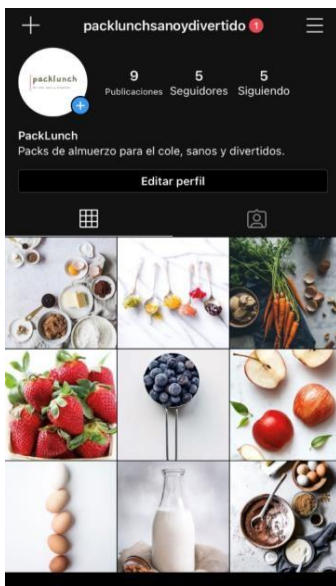 packlunchsanoydivertido 1
packlunch
9 5 5
Publicaciones Seguidores Siguiendo
PackLunch
Packs de almuerzo para el cole, sanos y divertidos.
Editar perfil